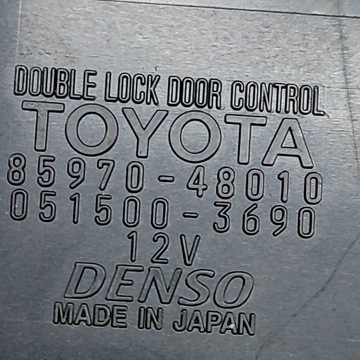 DOUBLE LOCK DOOR CONTROL
TOYOTA
85970-48010
051500-3690
12V
DENSO
MADE IN JAPAN